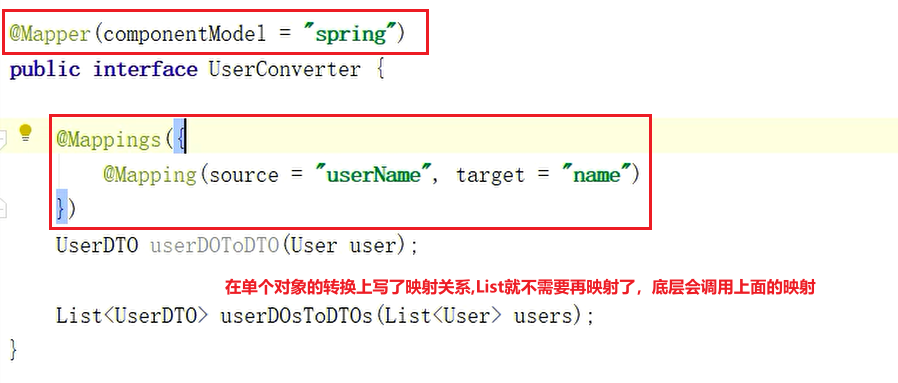 @Mapper(componentModel = "spring")
public interface UserConverter {
@Mappings({
@Mapping(source = "userName", target = "name")
})
UserDTO userDOToDTO(User user);
在单个对象的转换上写了映射关系,List就不需要再映射了，底层会调用上面的映射
List<UserDTO> userDOsToDTOs(List<User> users);
}